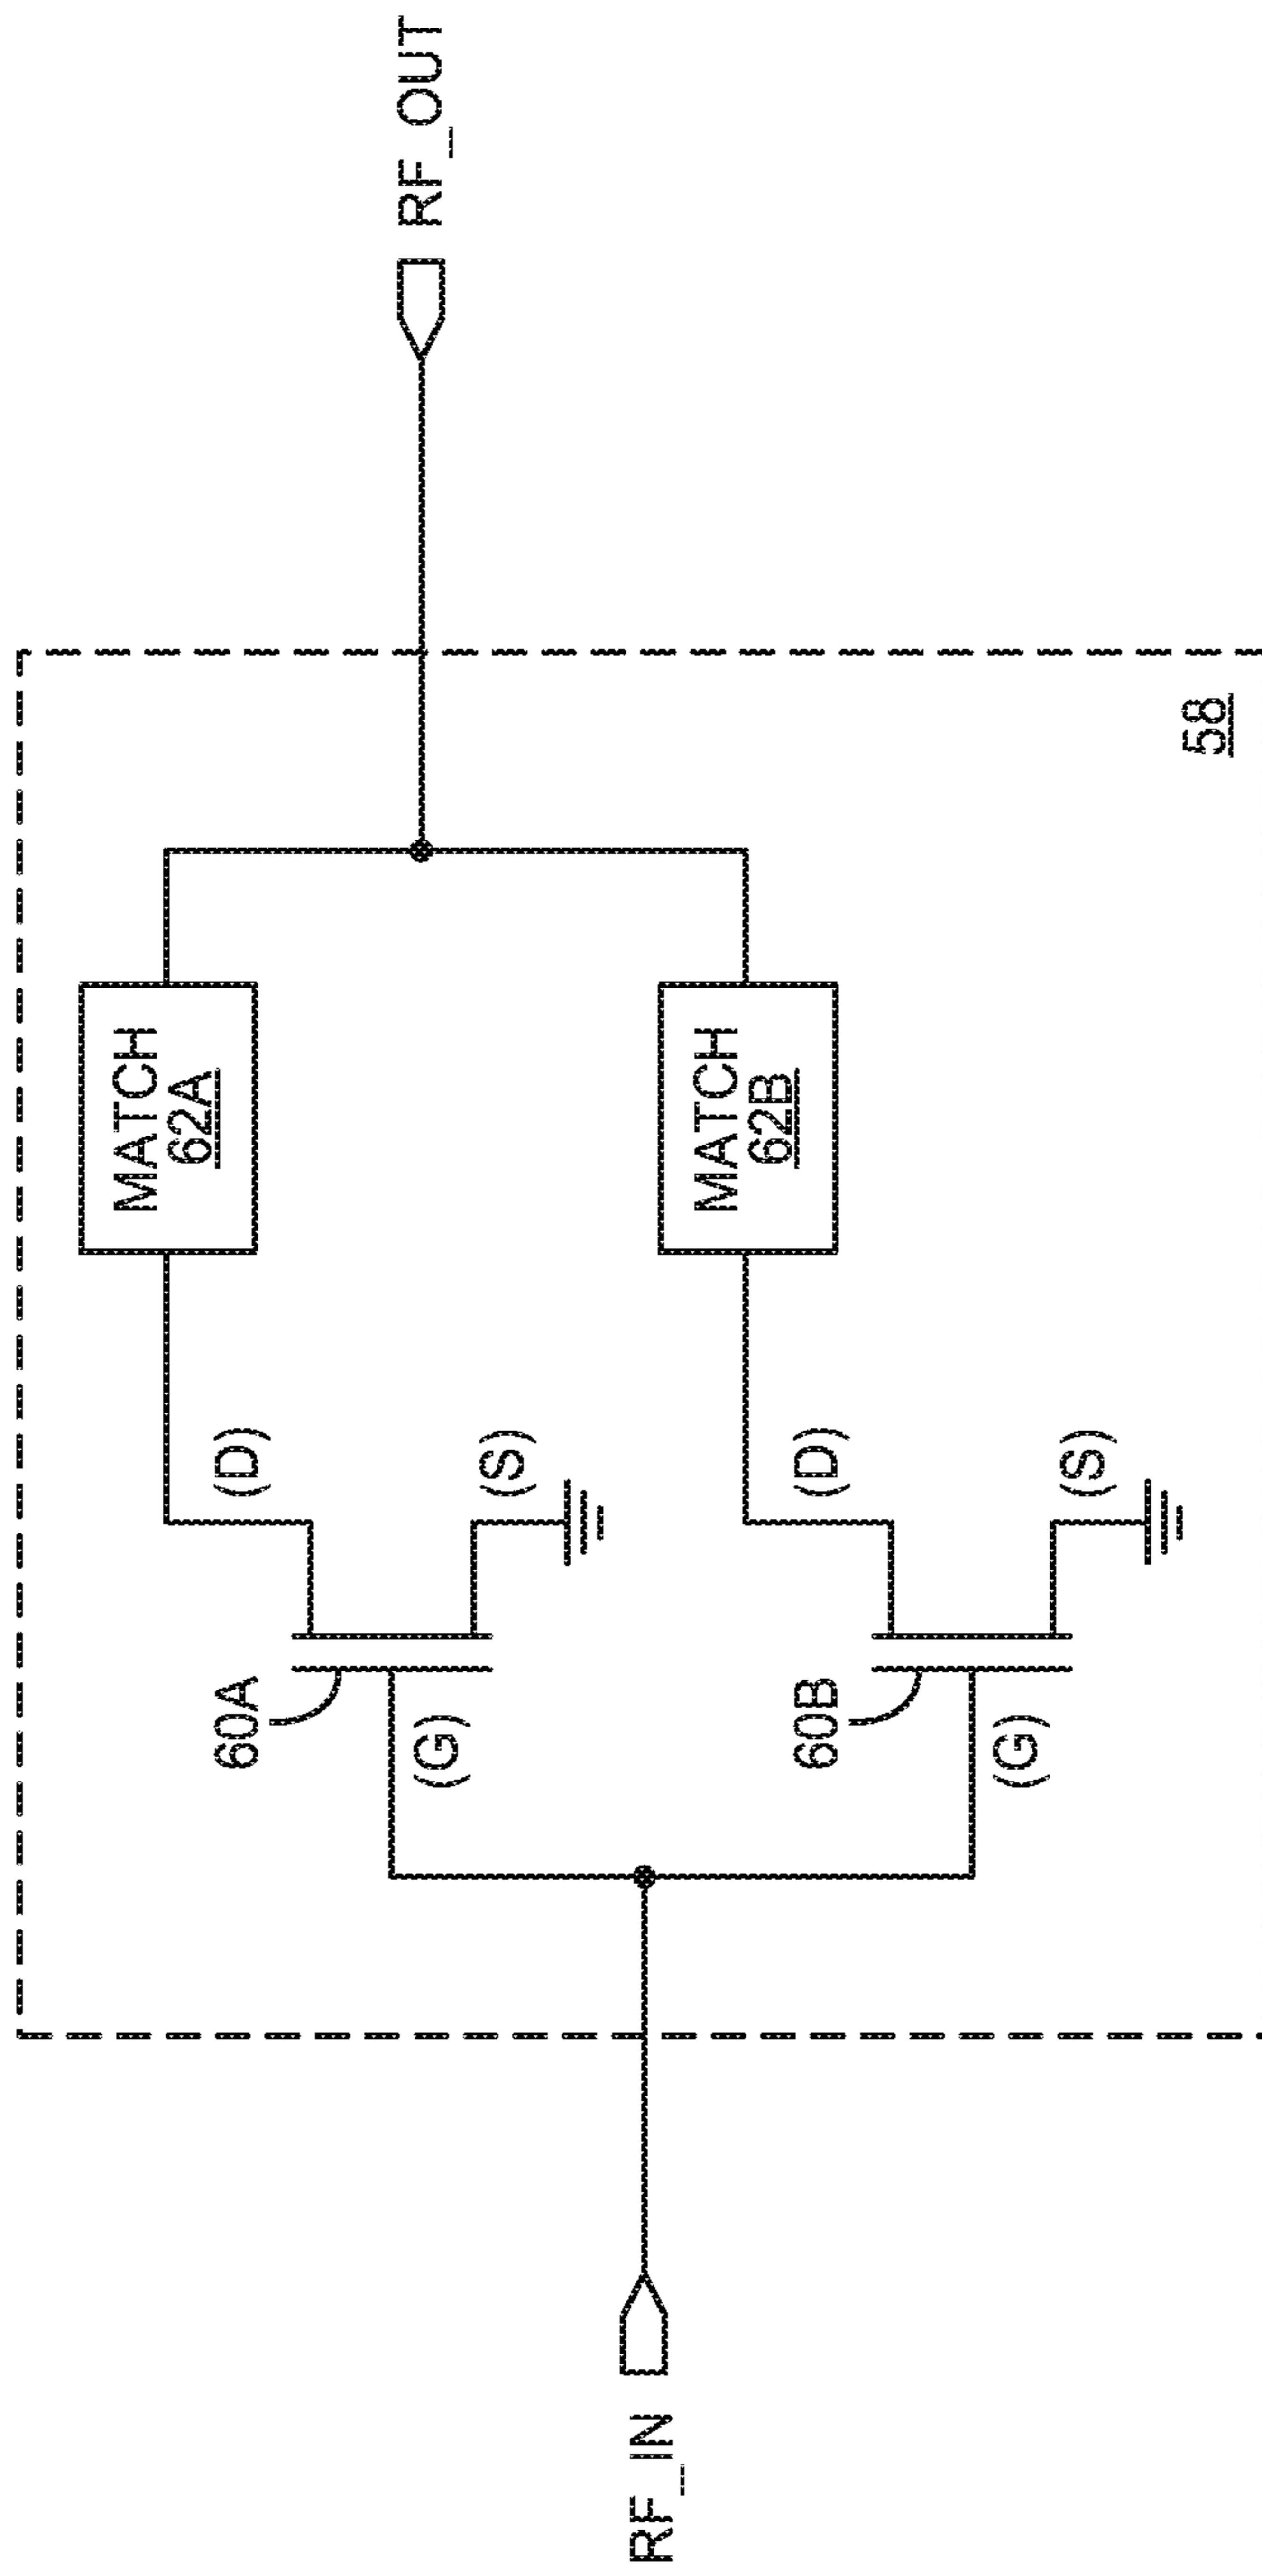 RF_IN
60A
(G)
(D)
(S)
MATCH
62A
60B
(G)
(D)
(S)
MATCH
62B
58
RF_OUT